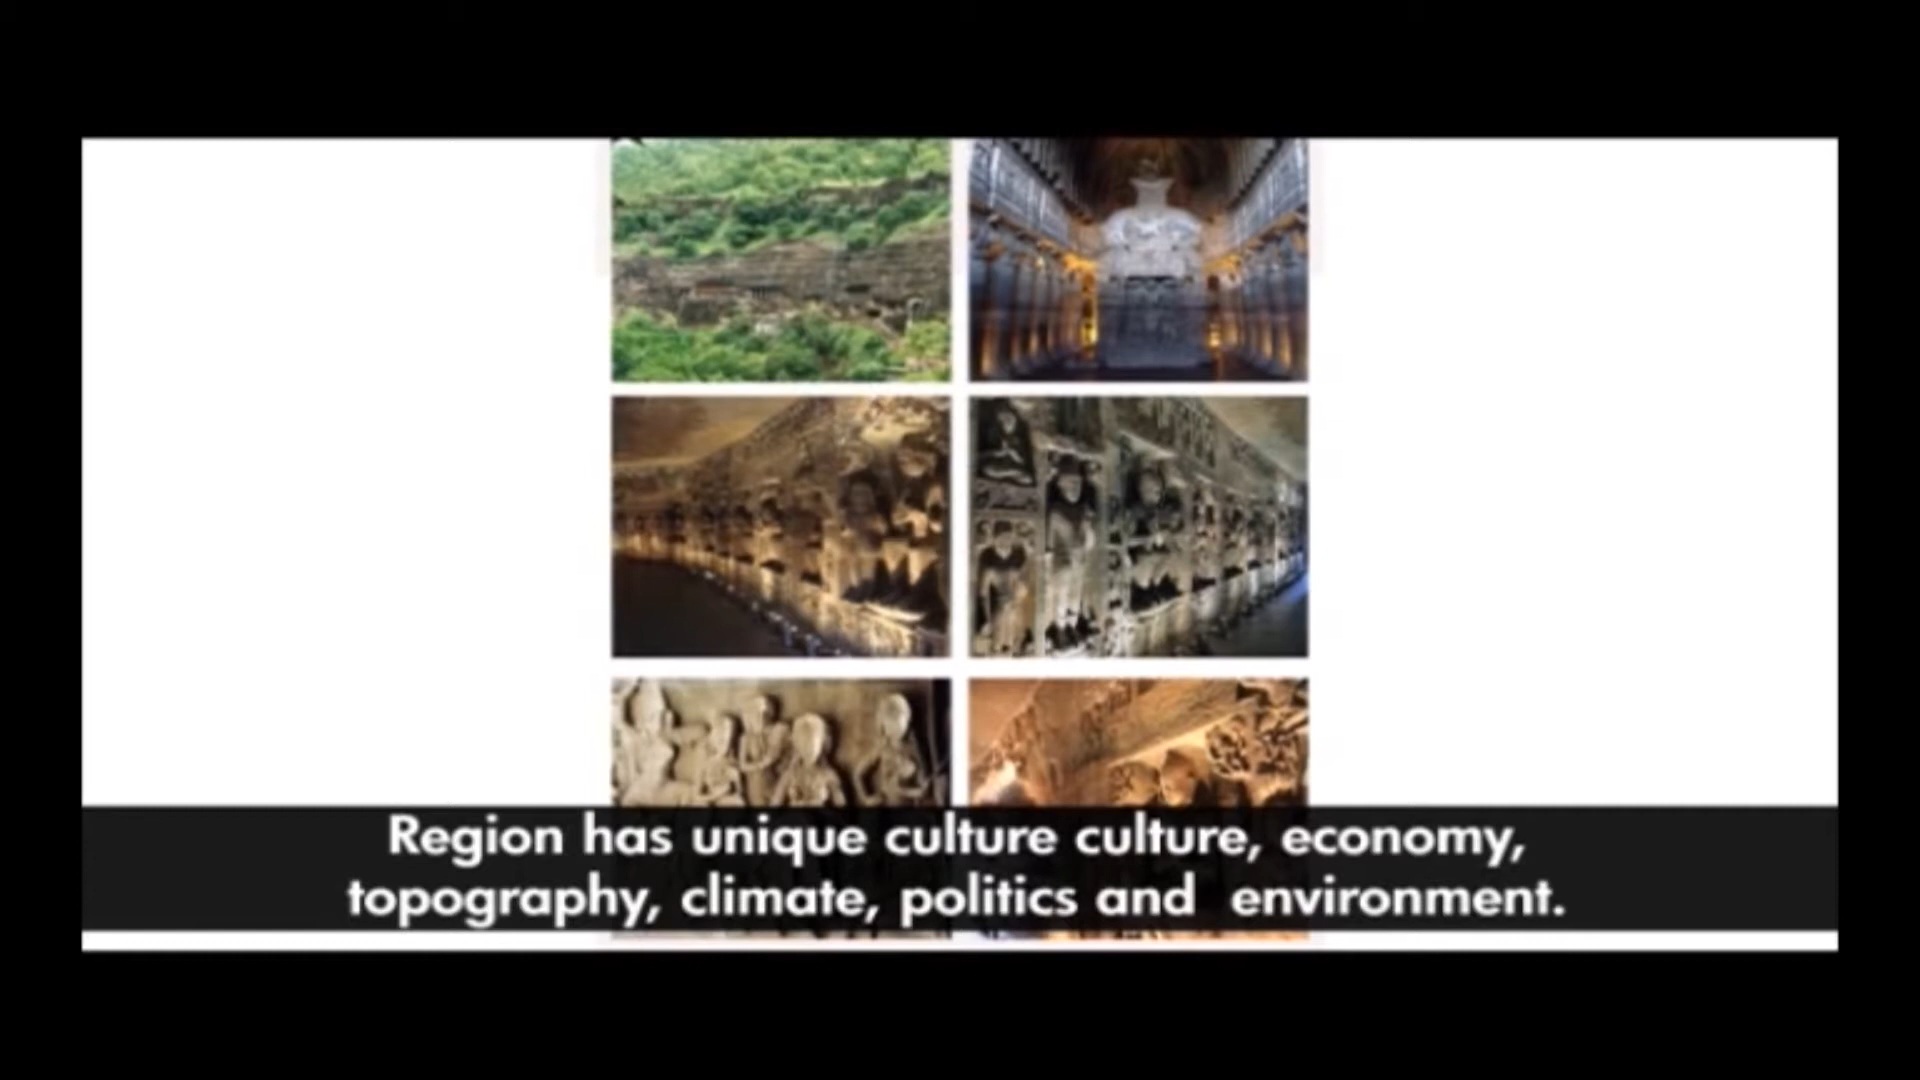 Region has unique culture culture, economy,
topography, climate, politics and  environment.